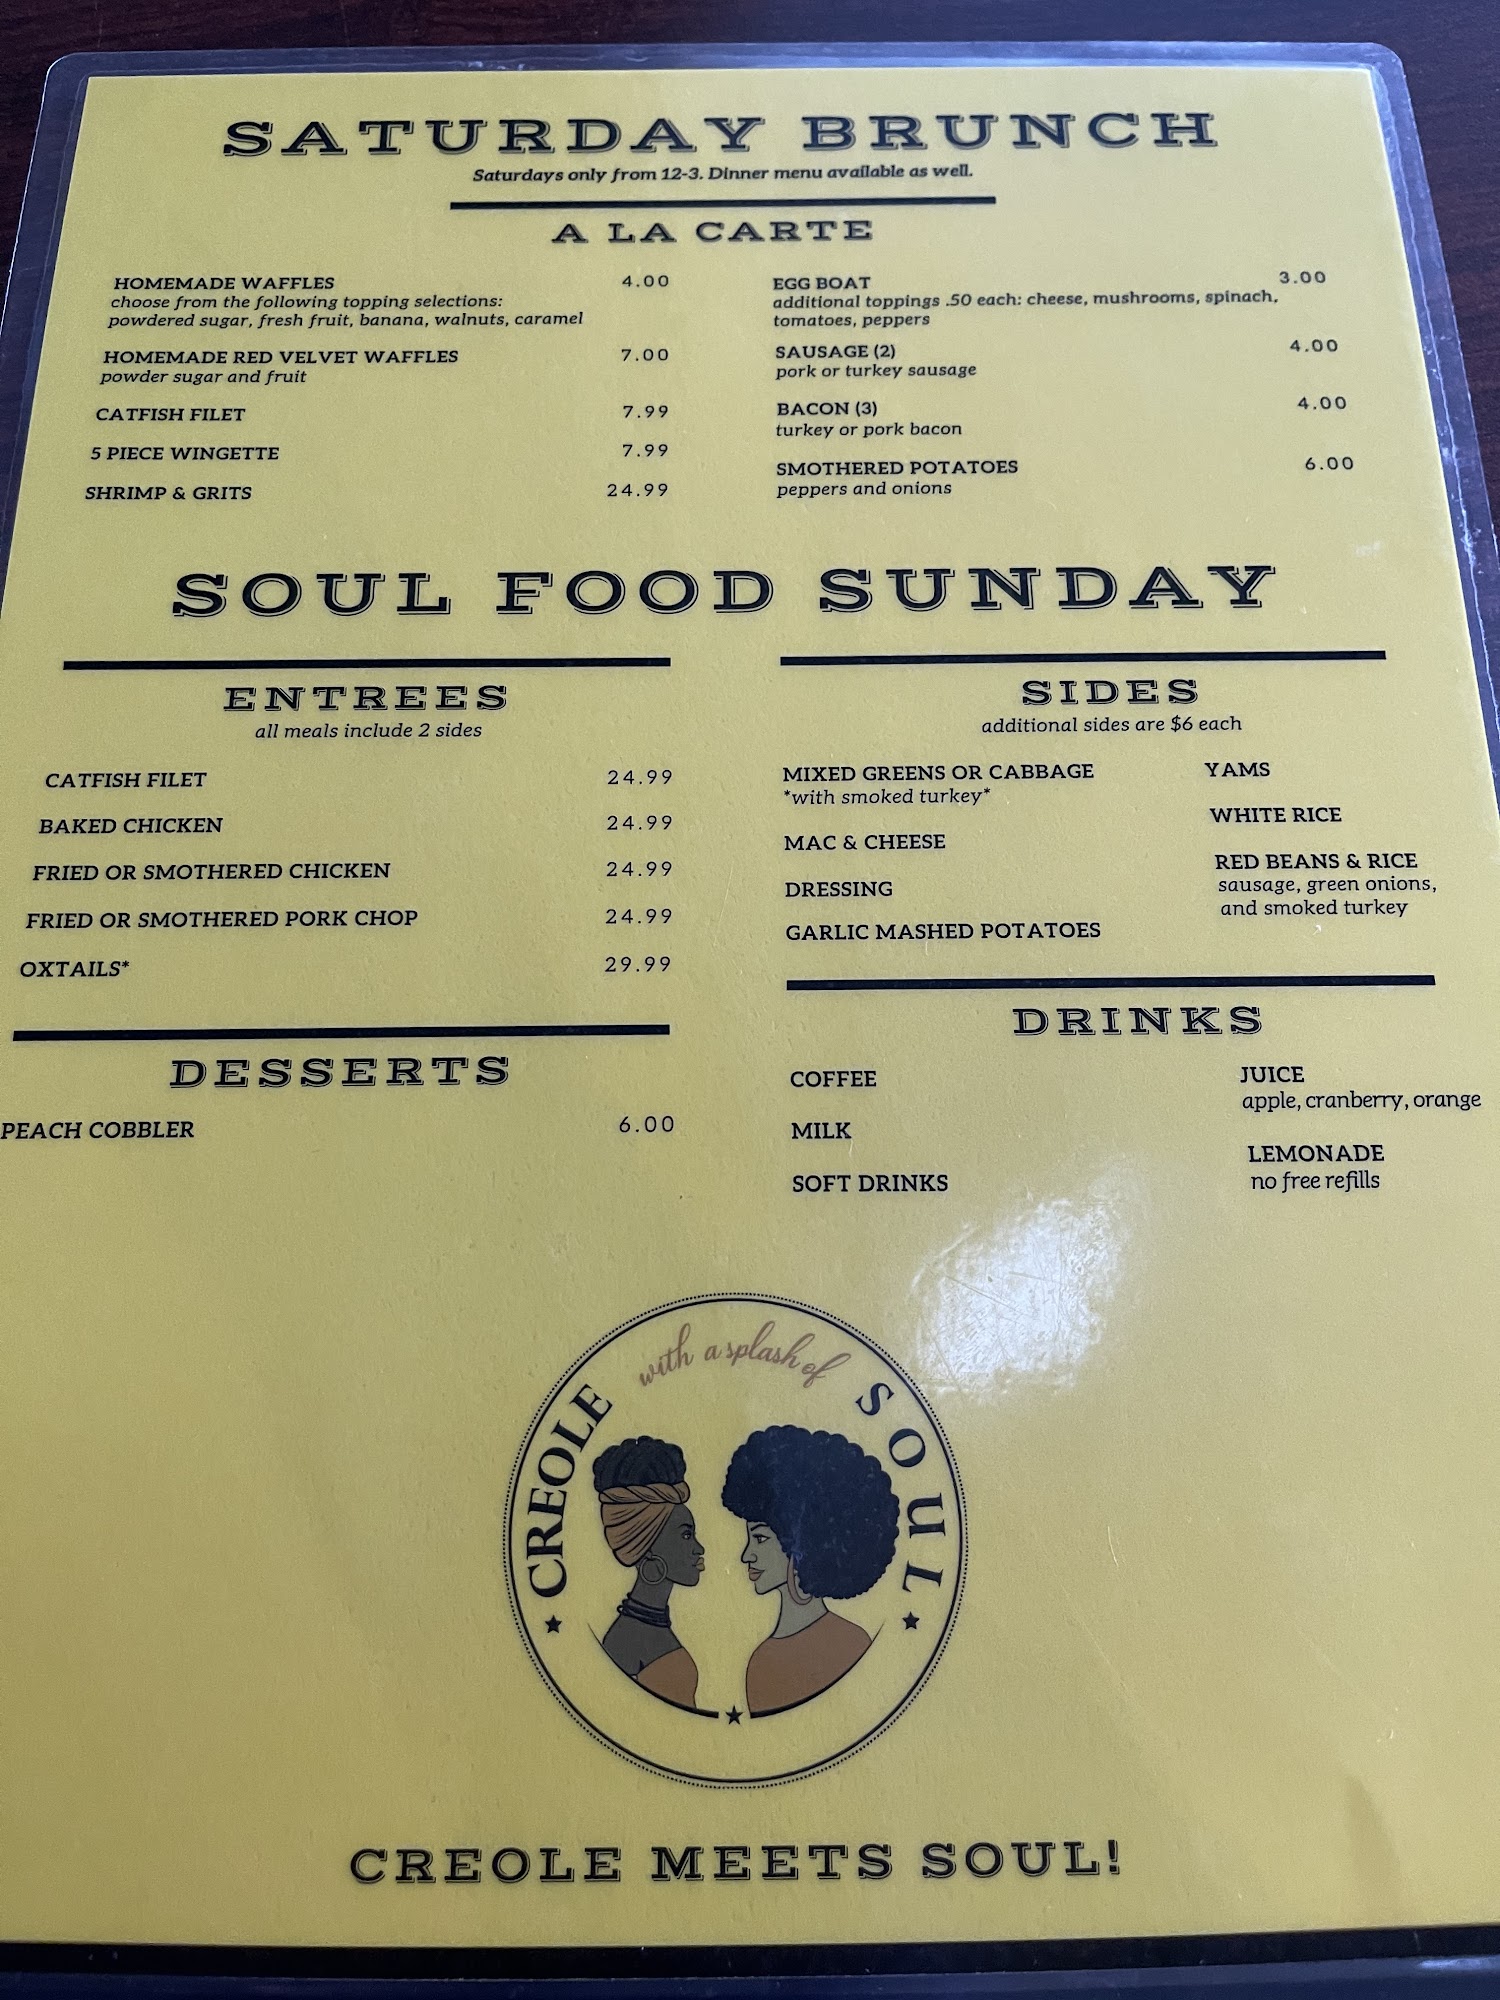 SATURDAY BRUNCH
Saturdays only from 12-3. Dinner menu available as well.
A LA CARTE
HOMEMADE WAFFLES 4.00
choose from the following topping selections:
powdered sugar, fresh fruit, banana, walnuts, caramel
HOMEMADE RED VELVET WAFFLES 7.00
powder sugar and fruit
CATFISH FILET 7.99
5 PIECE WINGETTE 7.99
SHRIMP & GRITS 24.99
EGG BOAT 3.00
additional toppings .50 each: cheese, mushrooms, spinach,
tomatoes, peppers
SAUSAGE (2) 4.00
pork or turkey sausage
BACON (3) 4.00
turkey or pork bacon
SMOTHERED POTATOES 6.00
peppers and onions
SOUL FOOD SUNDAY
ENTREES
all meals include 2 sides
CATFISH FILET 24.99
BAKED CHICKEN 24.99
FRIED OR SMOTHERED CHICKEN 24.99
FRIED OR SMOTHERED PORK CHOP 24.99
OXTAILS* 29.99
DESSERTS
PEACH COBBLER 6.00
SIDES
additional sides are $6 each
MIXED GREENS OR CABBAGE
*with smoked turkey*
MAC & CHEESE
DRESSING
GARLIC MASHED POTATOES
YAMS
WHITE RICE
RED BEANS & RICE
sausage, green onions,
and smoked turkey
DRINKS
COFFEE
MILK
SOFT DRINKS
JUICE
apple, cranberry, orange
LEMONADE
no free refills
CREOLE with a splash of SOUL
CREOLE MEETS SOUL!